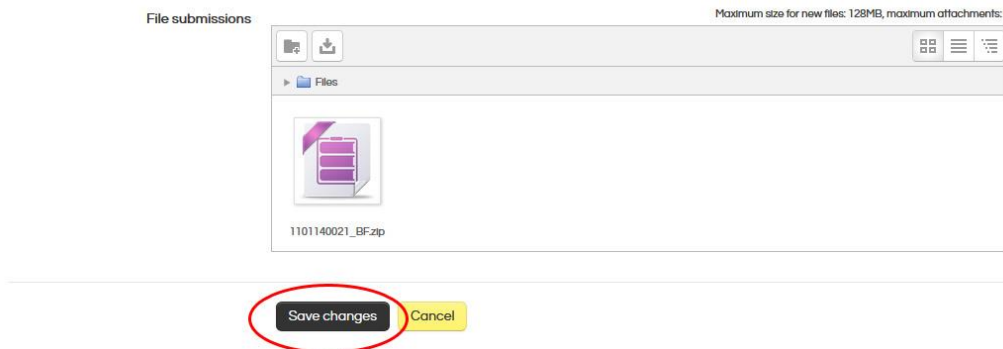 File submissions
Maximum size for new files: 128MB, maximum attachments:
Files
1101140021_BF.zip
Save changes
Cancel